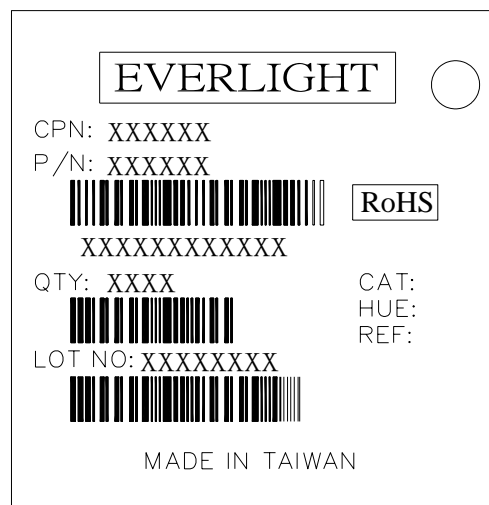 EVERLIGHT
CPN: XXXXXX
P/N: XXXXXX
RoHS
XXXXXXXXXXXX
QTY: XXXX
CAT:
HUE:
REF:
LOT NO: XXXXXXXX
MADE IN TAIWAN